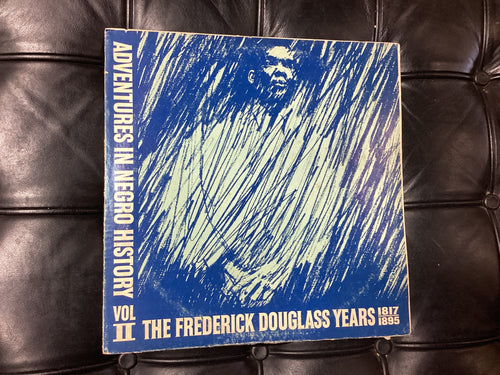 ADVENTURES IN NEGRO HISTORY
VOL
II
THE FREDERICK DOUGLASS YEARS
1817
1895